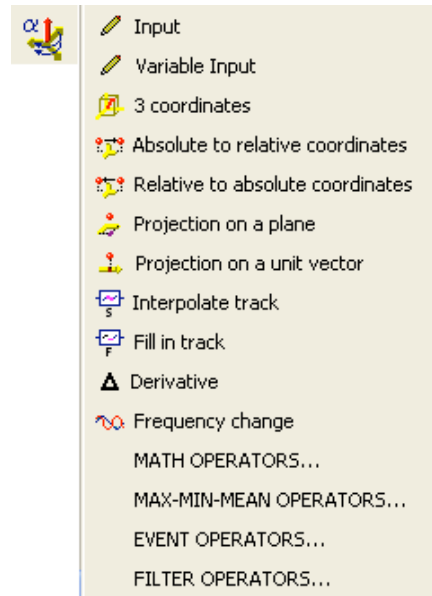 α
Input
Variable Input
3 coordinates
Absolute to relative coordinates
Relative to absolute coordinates
Projection on a plane
Projection on a unit vector
S Interpolate track
F Fill in track
Δ Derivative
Frequency change
MATH OPERATORS...
MAX-MIN-MEAN OPERATORS...
EVENT OPERATORS...
FILTER OPERATORS...